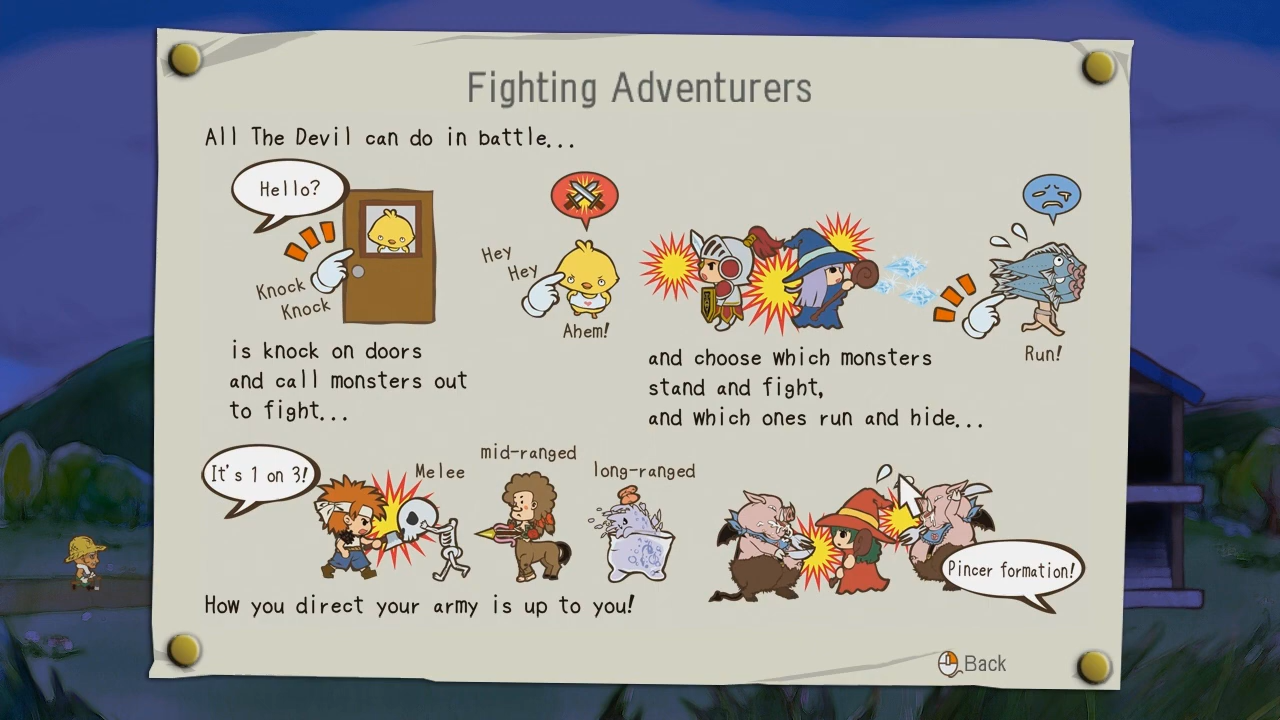 Fighting Adventurers
All The Devil can do in battle...
Hello?
Knock
Knock
Hey
Hey
Ahem!
Run!
is knock on doors
and call monsters out
to fight...
and choose which monsters
stand and fight,
and which ones run and hide...
It's 1 on 3!
Melee
mid-ranged
long-ranged
Pincer formation!
How you direct your army is up to you!
Back